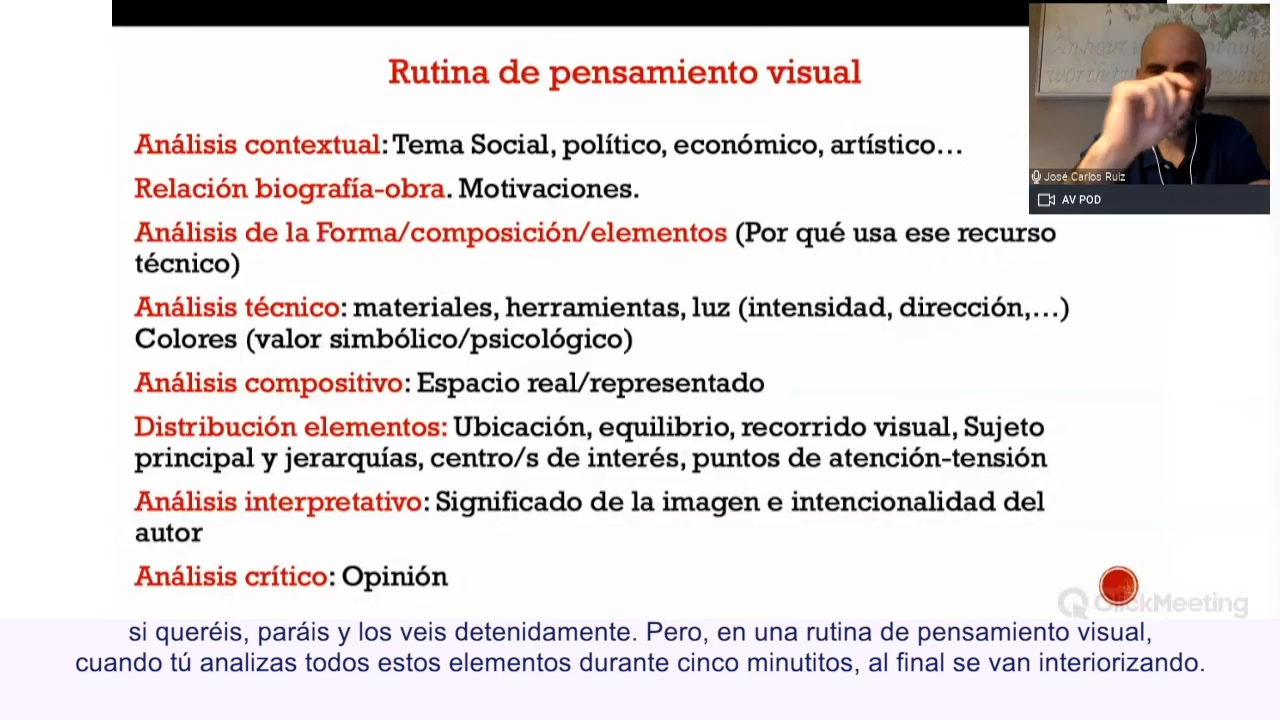 Rutina de pensamiento visual
Análisis contextual: Tema Social, político, económico, artístico…
Relación biografía-obra. Motivaciones.
Análisis de la Forma/composición/elementos (Por qué usa ese recurso
técnico)
Análisis técnico: materiales, herramientas, luz (intensidad, dirección,…)
Colores (valor simbólico/psicológico)
Análisis compositivo: Espacio real/representado
Distribución elementos: Ubicación, equilibrio, recorrido visual, Sujeto
principal y jerarquías, centro/s de interés, puntos de atención-tensión
Análisis interpretativo: Significado de la imagen e intencionalidad del
autor
Análisis crítico: Opinión
José Carlos Ruiz
AV POD
ClickMeeting
si queréis, paráis y los veis detenidamente. Pero, en una rutina de pensamiento visual,
cuando tú analizas todos estos elementos durante cinco minutitos, al final se van interiorizando.